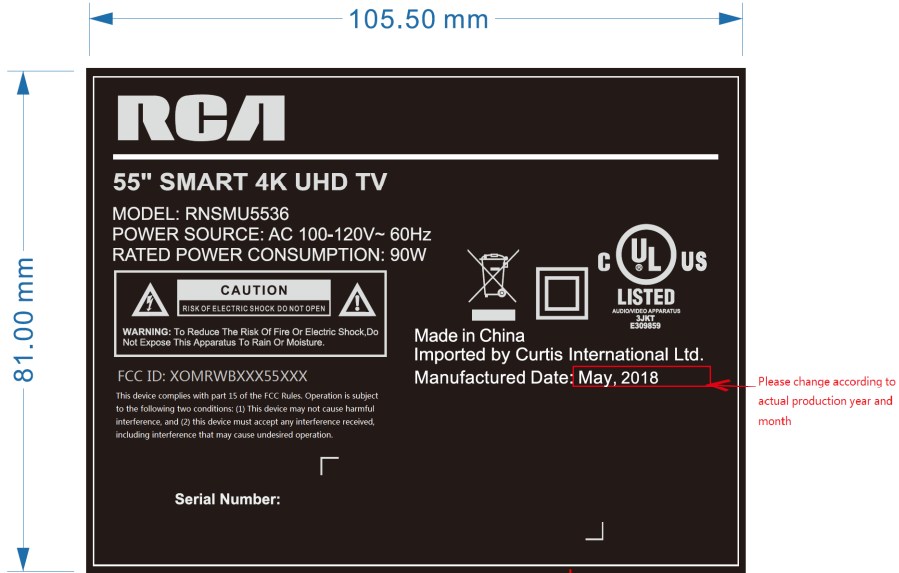 105.50 mm
81.00 mm
RCA
55" SMART 4K UHD TV
MODEL: RNSMU5536
POWER SOURCE: AC 100-120V~ 60Hz
RATED POWER CONSUMPTION: 90W
CAUTION
RISK OF ELECTRIC SHOCK DO NOT OPEN
WARNING: To Reduce The Risk Of Fire Or Electric Shock,Do
Not Expose This Apparatus To Rain Or Moisture.
FCC ID: XOMRWBXXX55XXX
This device complies with part 15 of the FCC Rules. Operation is subject
to the following two conditions: (1) This device may not cause harmful
interference, and (2) this device must accept any interference received,
including interference that may cause undesired operation.
Serial Number:
C UL US
®
LISTED
AUDIO/VIDEO APPARATUS
3JKT
E309859
Made in China
Imported by Curtis International Ltd.
Manufactured Date: May, 2018
Please change according to
actual production year and
month